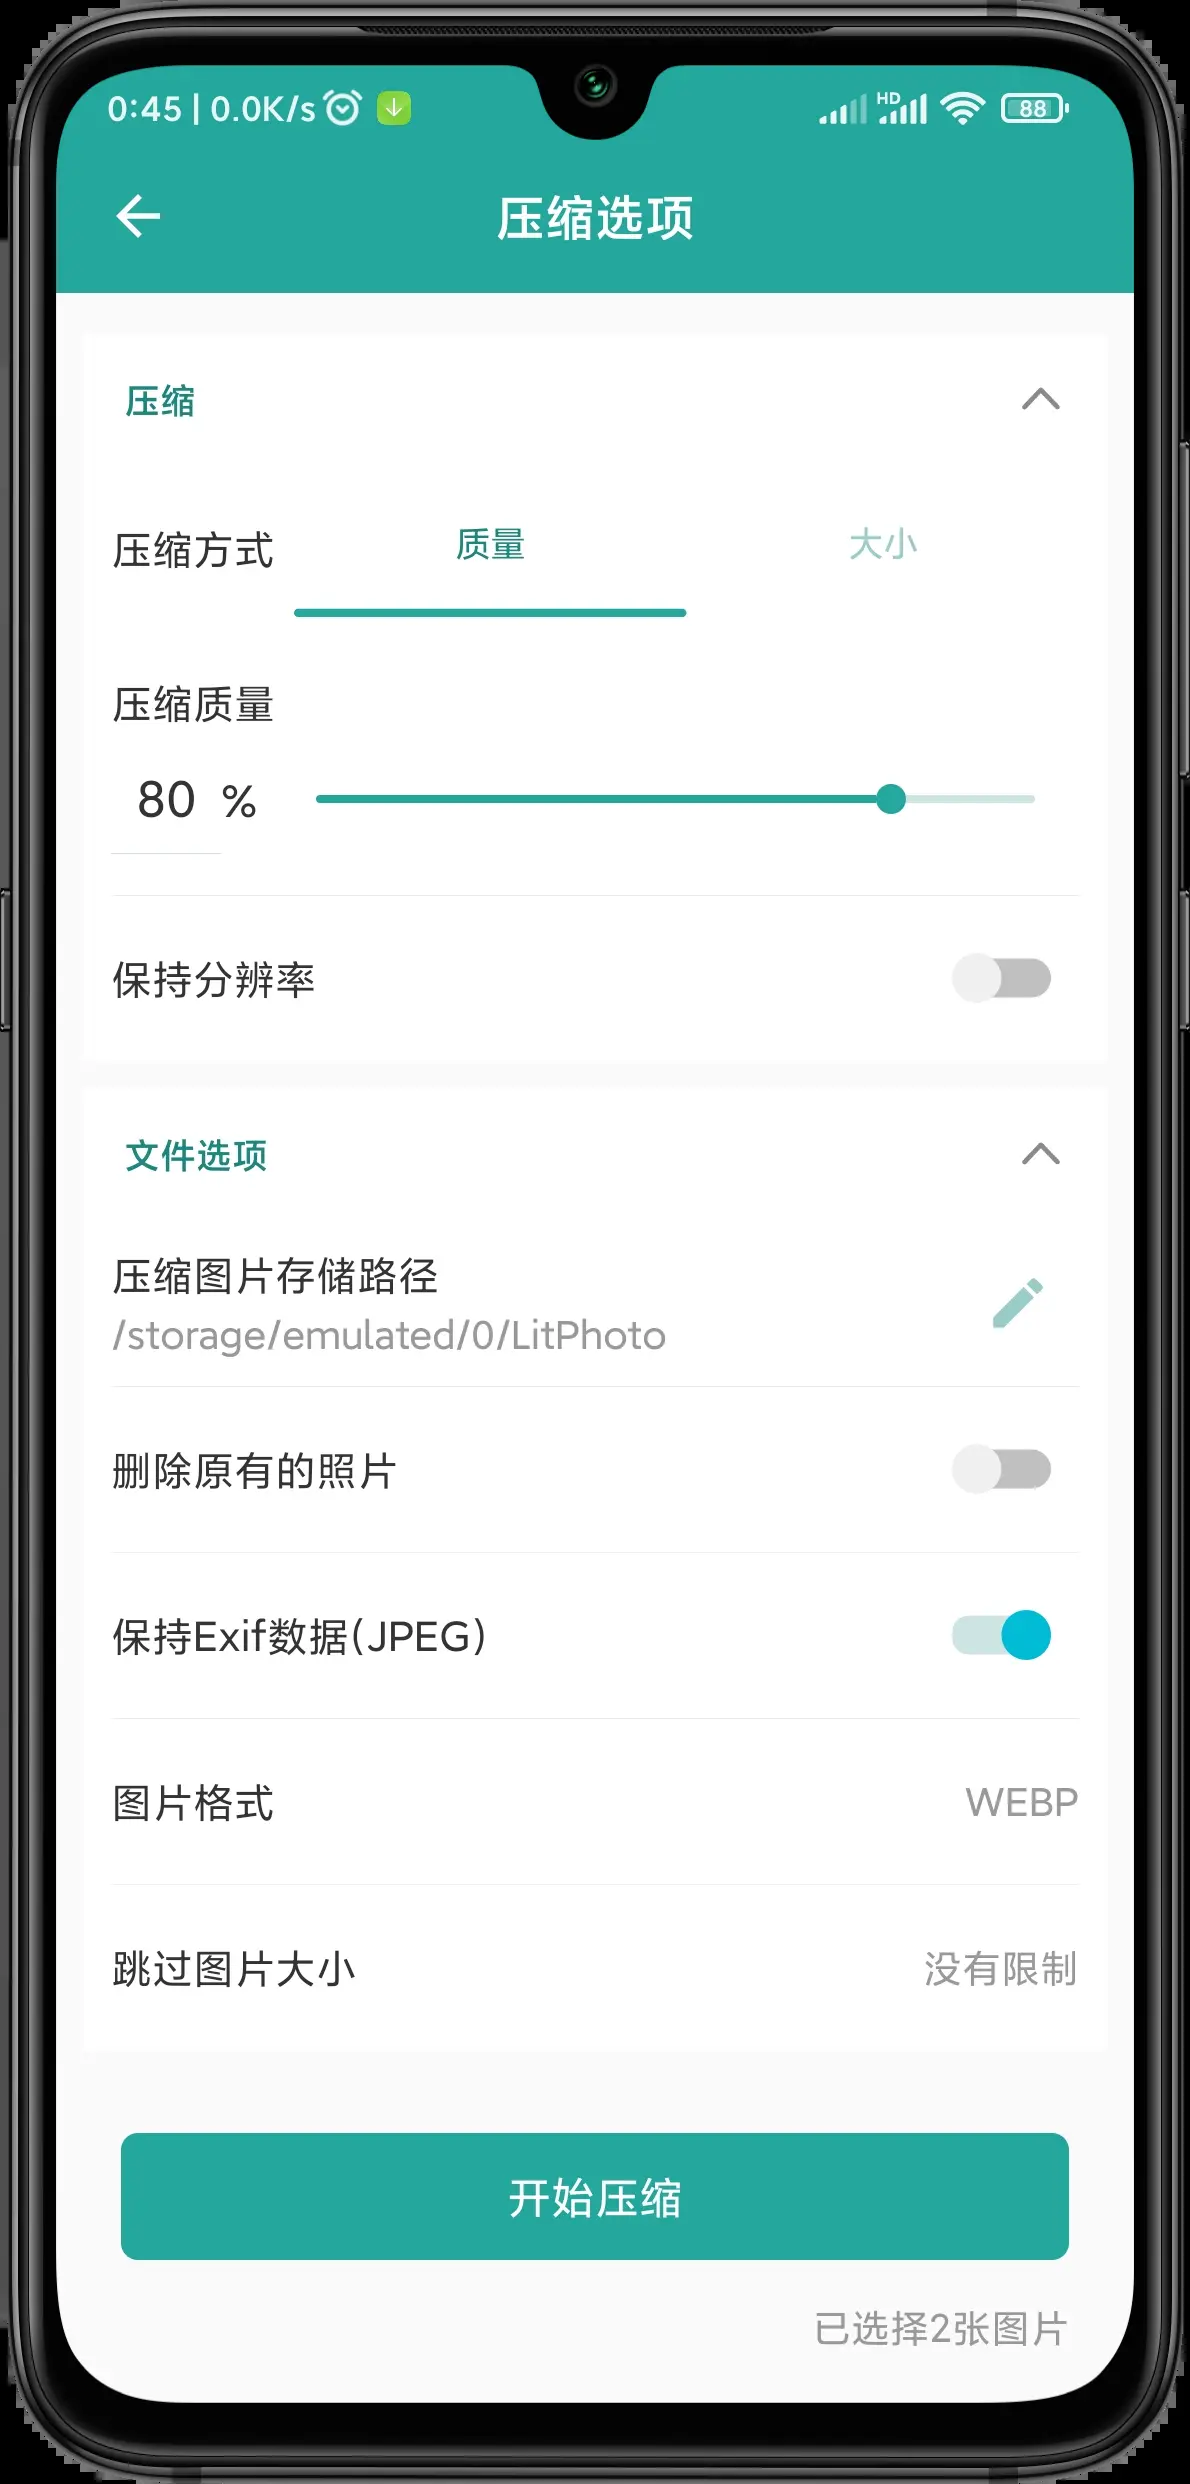 0:45 | 0.0K/s
HD
88
压缩选项
压缩
压缩方式 质量 大小
压缩质量
80 %
保持分辨率
文件选项
压缩图片存储路径
/storage/emulated/0/LitPhoto
删除原有的照片
保持Exif数据(JPEG)
图片格式 WEBP
跳过图片大小 没有限制
开始压缩
已选择2张图片